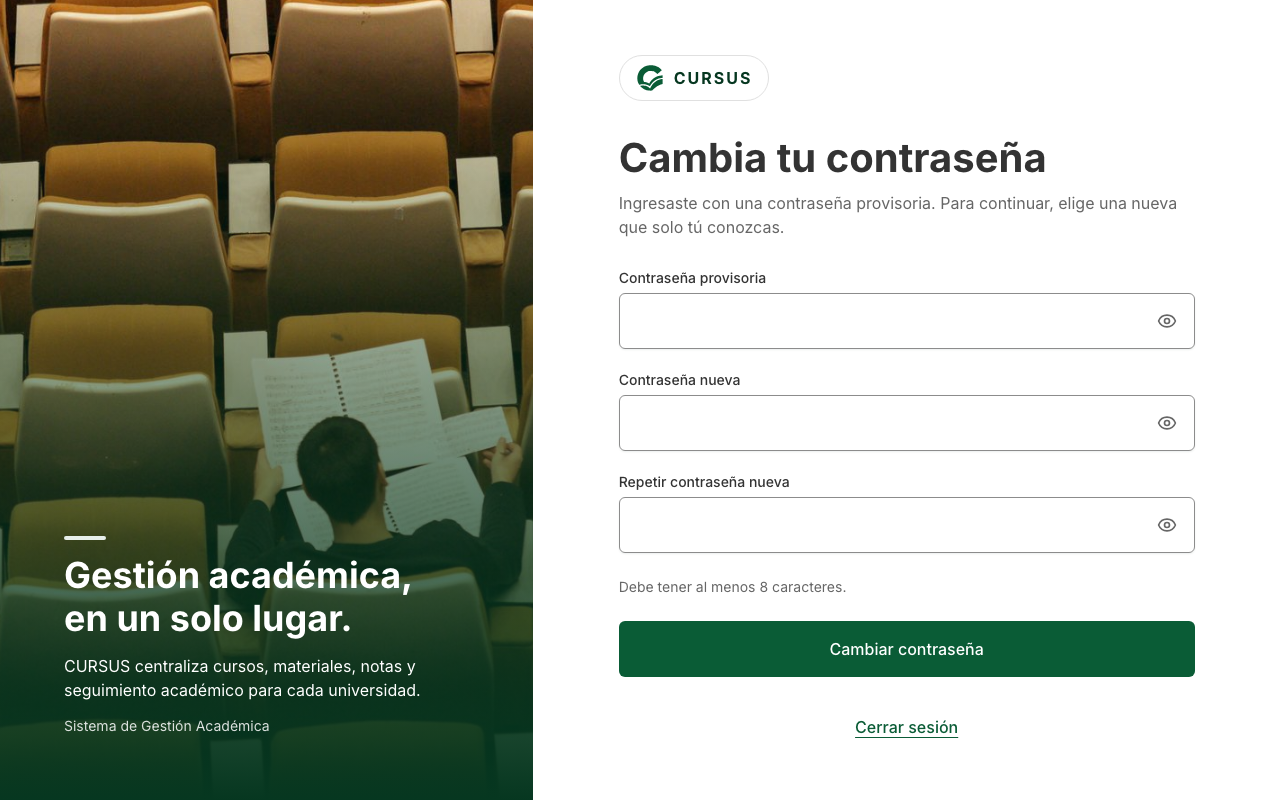 CURSUS
Cambia tu contraseña
Ingresaste con una contraseña provisoria. Para continuar, elige una nueva
que solo tú conozcas.
Contraseña provisoria
Contraseña nueva
Repetir contraseña nueva
Debe tener al menos 8 caracteres.
Cambiar contraseña
Cerrar sesión
Gestión académica,
en un solo lugar.
CURSUS centraliza cursos, materiales, notas y
seguimiento académico para cada universidad.
Sistema de Gestión Académica